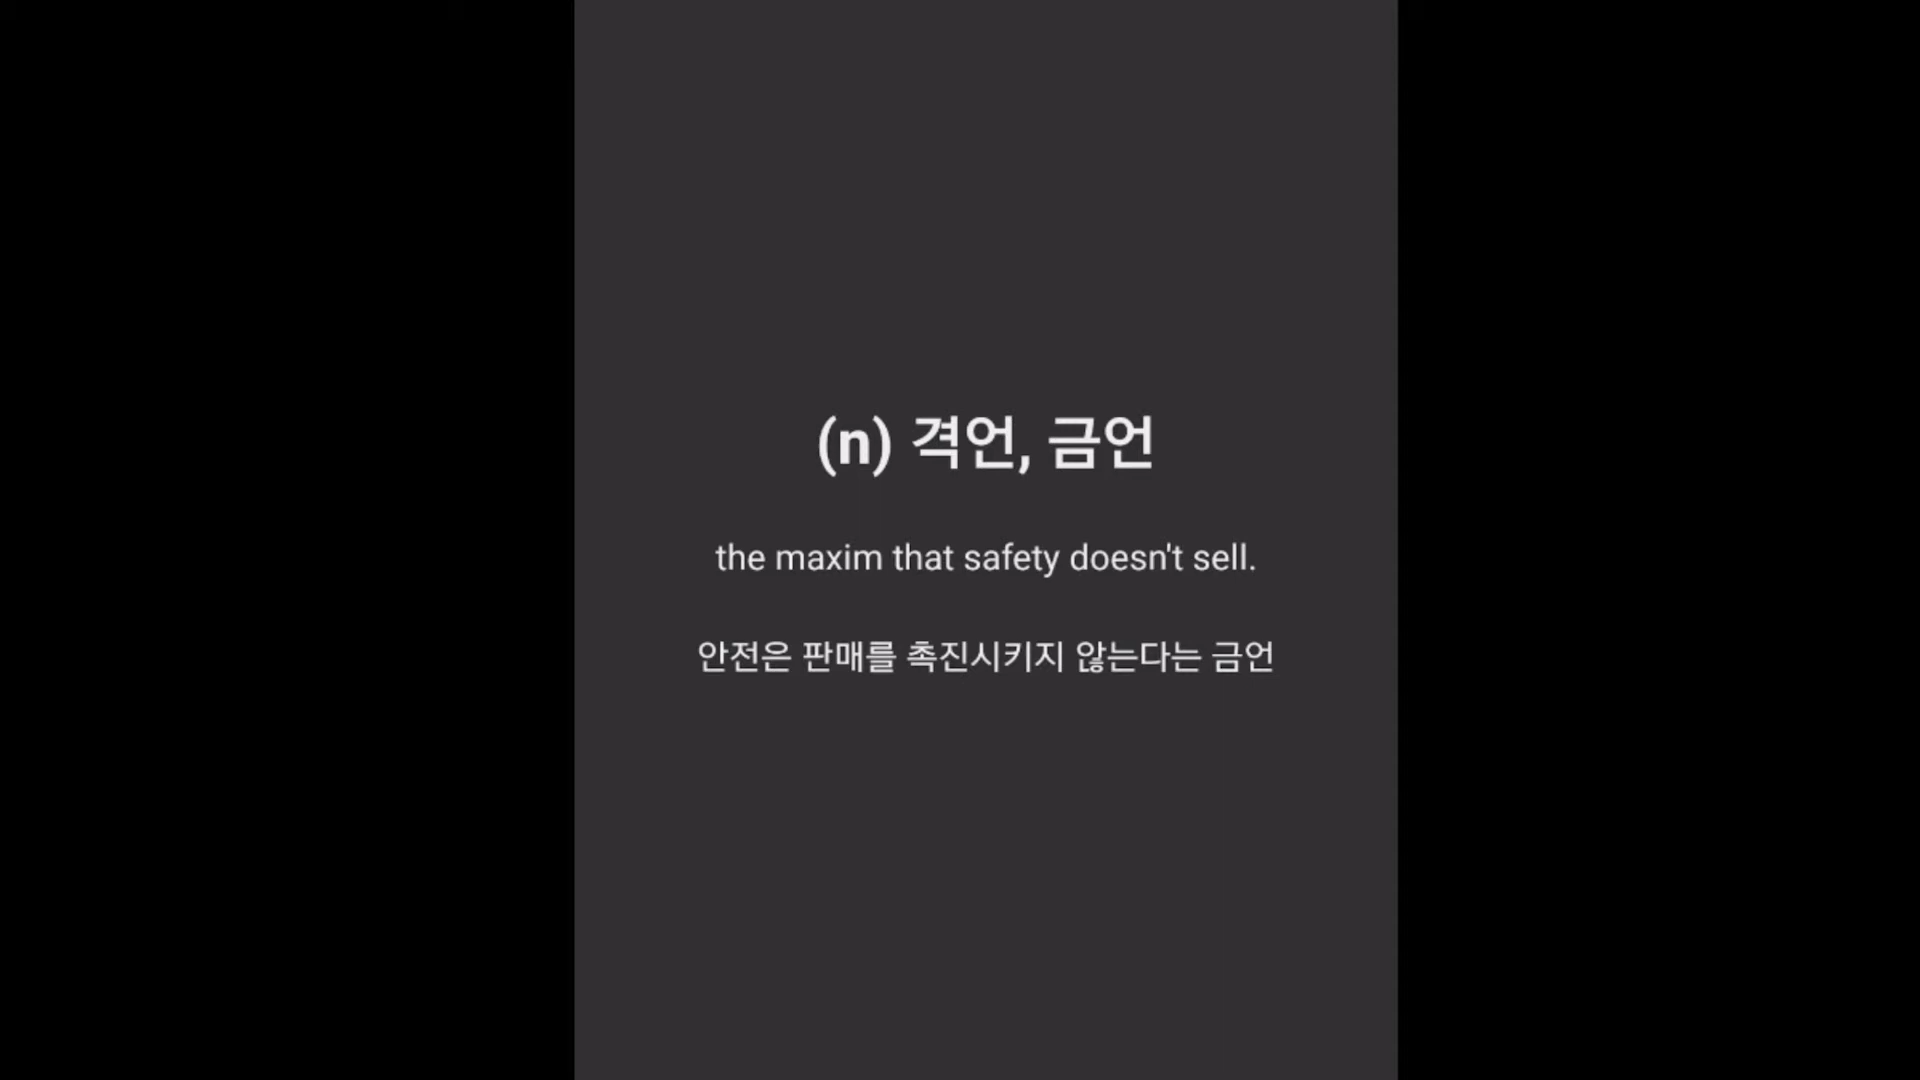 (n) 격언, 금언
the maxim that safety doesn't sell.
안전은 판매를 촉진시키지 않는다는 금언